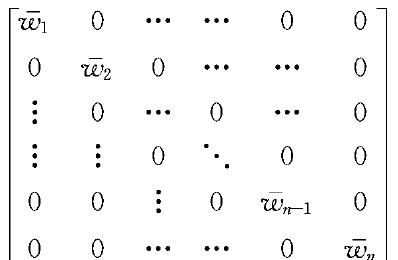 w̄₁ 0 ⋯ ⋯ 0 0
0 w̄₂ 0 ⋯ ⋯ 0
⋮ 0 ⋯ 0 ⋯ 0
⋮ ⋮ 0 ⋱ 0 0
0 0 ⋮ 0 w̄ₙ₋₁ 0
0 0 ⋯ ⋯ 0 w̄ₙ